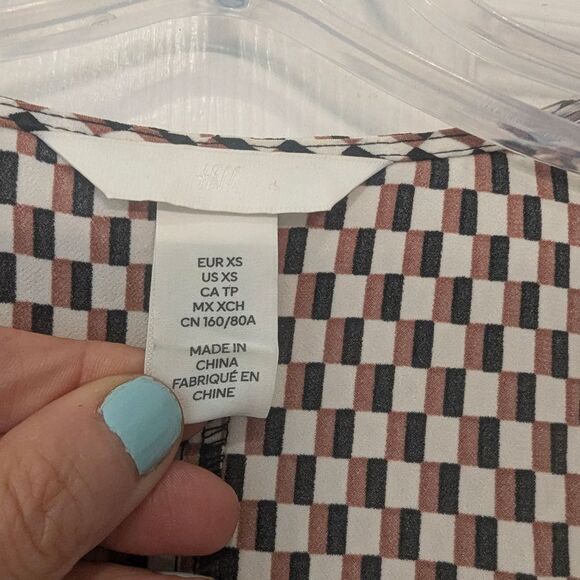 H&M
EUR XS
US XS
CA TP
MX XCH
CN 160/80A
MADE IN
CHINA
FABRIQUÉ EN
CHINE